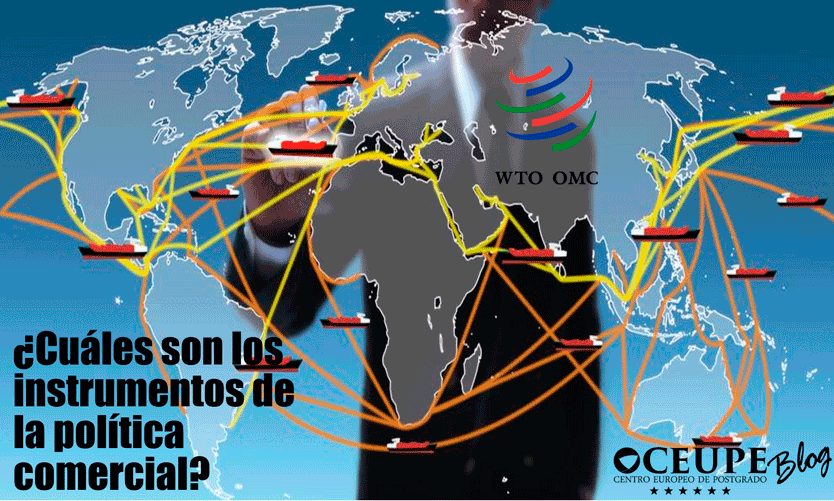 WTO OMC
¿Cuáles son los
instrumentos de
la política
comercial?
CEUPE Blog
CENTRO EUROPEO DE POSTGRADO